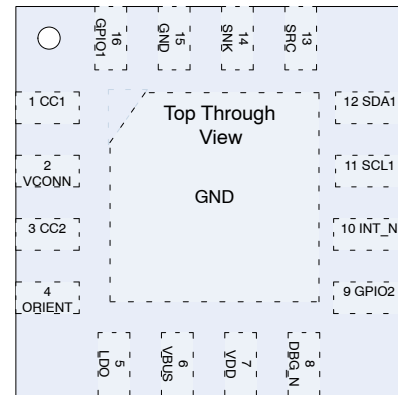 16 GPIO1
15 GND
14 SNK
13 SRC
1 CC1
2 VCONN
3 CC2
4 ORIENT
Top Through
View
GND
12 SDA1
11 SCL1
10 INT_N
9 GPIO2
5 LDO
6 VBUS
7 VDD
8 DBG_N